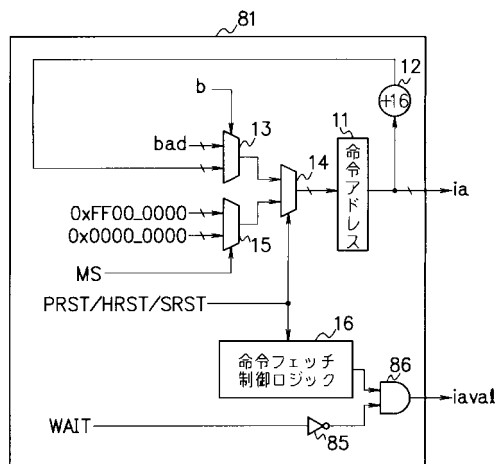 81
12
b
+16
13
11
bad
14
命令アドレス
ia
0xFF00_0000
0x0000_0000
15
MS
PRST/HRST/SRST
16
命令フェッチ
制御ロジック
86
iaval
WAIT
85